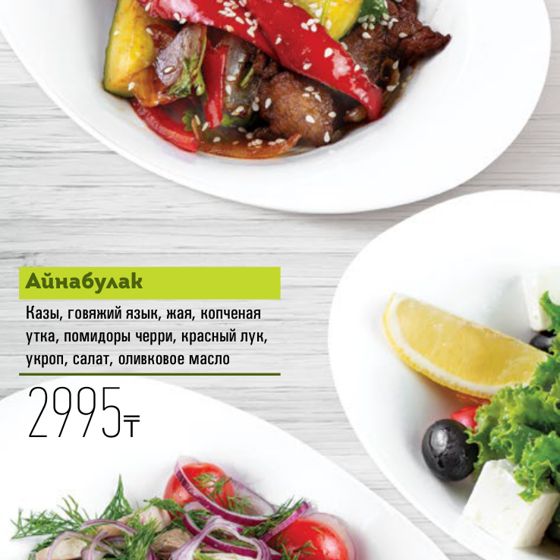 Айнабулак
Казы, говяжий язык, жая, копченая
утка, помидоры черри, красный лук,
укроп, салат, оливковое масло
2995₸